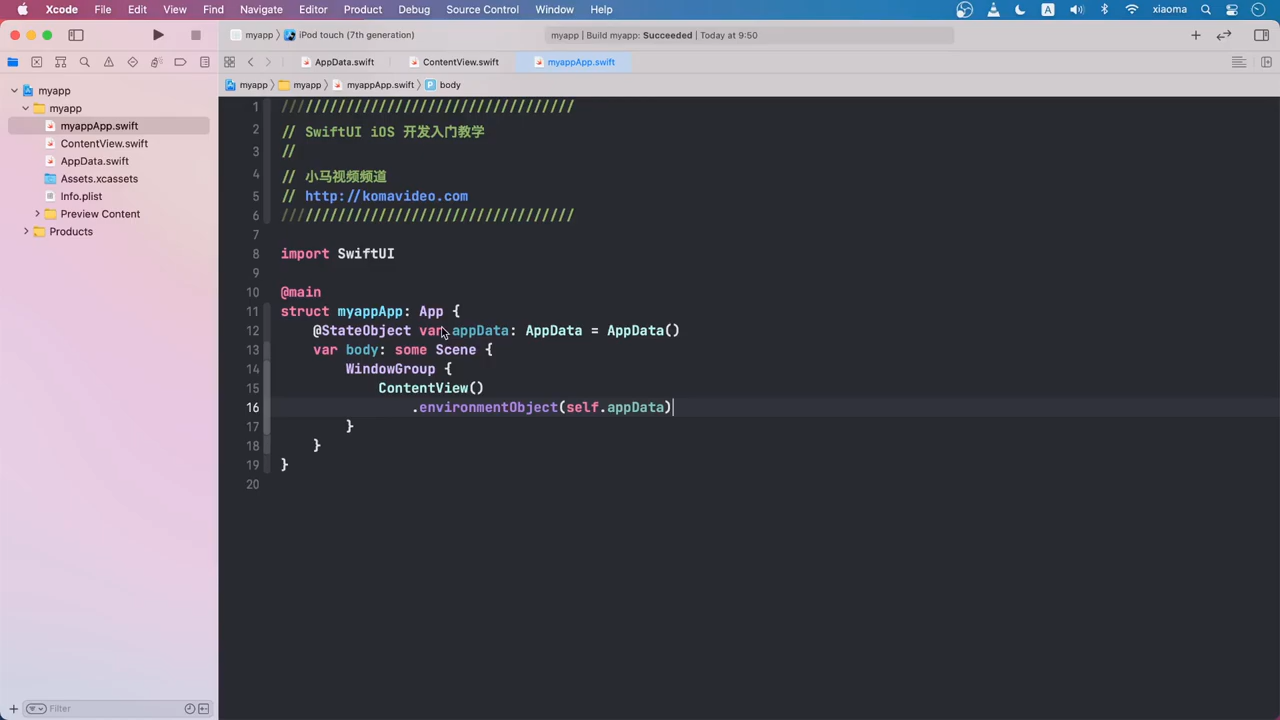 Xcode File Edit View Find Navigate Editor Product Debug Source Control Window Help A xiaoma
myapp iPod touch (7th generation) myapp | Build myapp: Succeeded | Today at 9:50
AppData.swift ContentView.swift myappApp.swift
myapp myapp myappApp.swift P body
myapp
myapp
myappApp.swift
ContentView.swift
AppData.swift
Assets.xcassets
Info.plist
Preview Content
Products
Filter
1 //////////////////////////////////
2 // SwiftUI iOS 开发入门教学
3 //
4 // 小马视频频道
5 // http://komavideo.com
6 //////////////////////////////////
7
8 import SwiftUI
9
10 @main
11 struct myappApp: App {
12 @StateObject var appData: AppData = AppData()
13 var body: some Scene {
14 WindowGroup {
15 ContentView()
16 .environmentObject(self.appData)
17 }
18 }
19 }
20